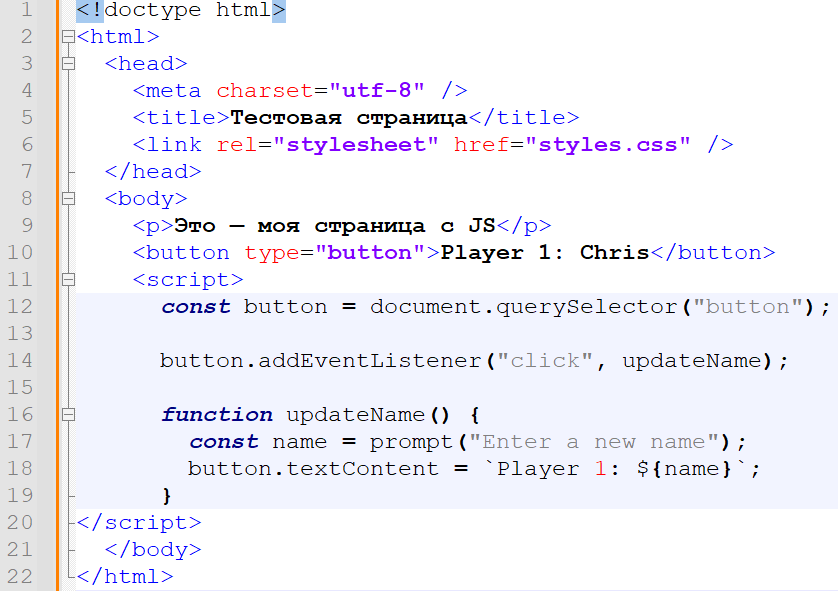 1 <!doctype html>
2 <html>
3   <head>
4     <meta charset="utf-8" />
5     <title>Тестовая страница</title>
6     <link rel="stylesheet" href="styles.css" />
7   </head>
8   <body>
9     <p>Это — моя страница с JS</p>
10     <button type="button">Player 1: Chris</button>
11     <script>
12       const button = document.querySelector("button");
13
14       button.addEventListener("click", updateName);
15
16       function updateName() {
17         const name = prompt("Enter a new name");
18         button.textContent = `Player 1: ${name}`;
19       }
20 </script>
21   </body>
22 </html>